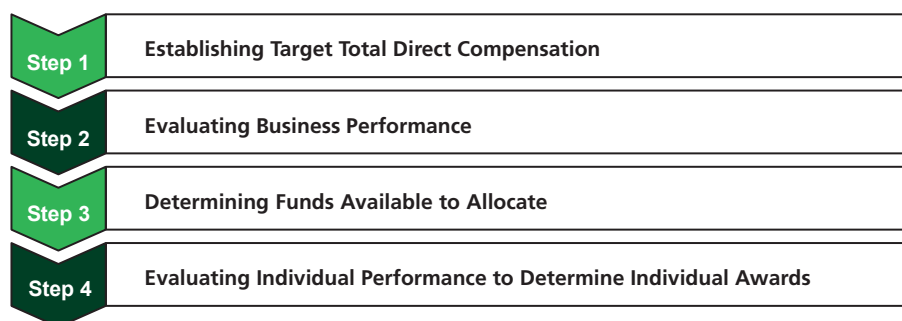 Step 1
Establishing Target Total Direct Compensation
Step 2
Evaluating Business Performance
Step 3
Determining Funds Available to Allocate
Step 4
Evaluating Individual Performance to Determine Individual Awards